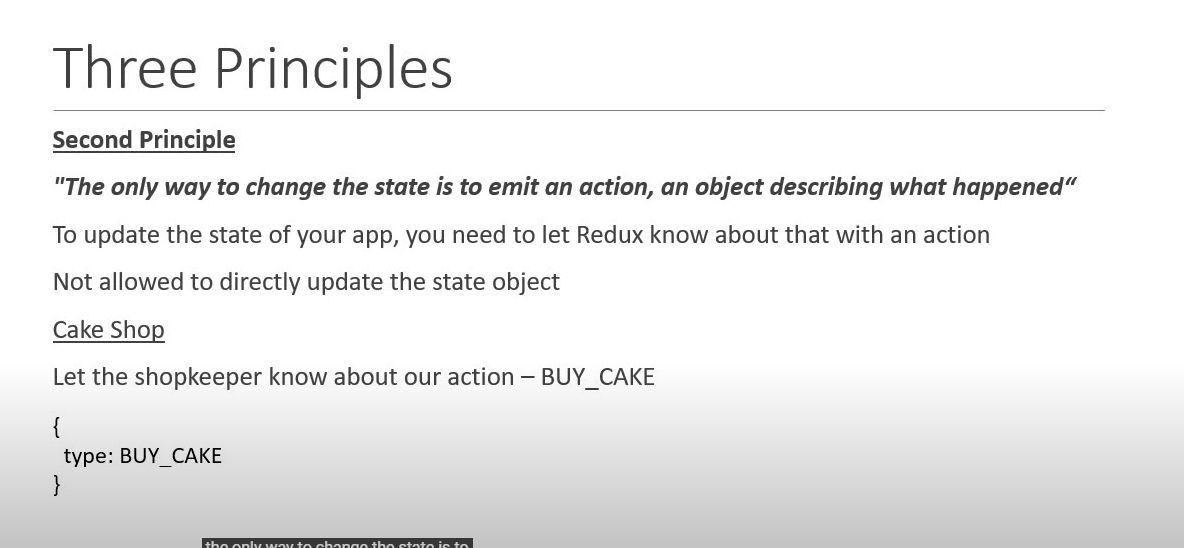 Three Principles
Second Principle
"The only way to change the state is to emit an action, an object describing what happened“
To update the state of your app, you need to let Redux know about that with an action
Not allowed to directly update the state object
Cake Shop
Let the shopkeeper know about our action – BUY_CAKE
{
type: BUY_CAKE
}
the only way to change the state is to